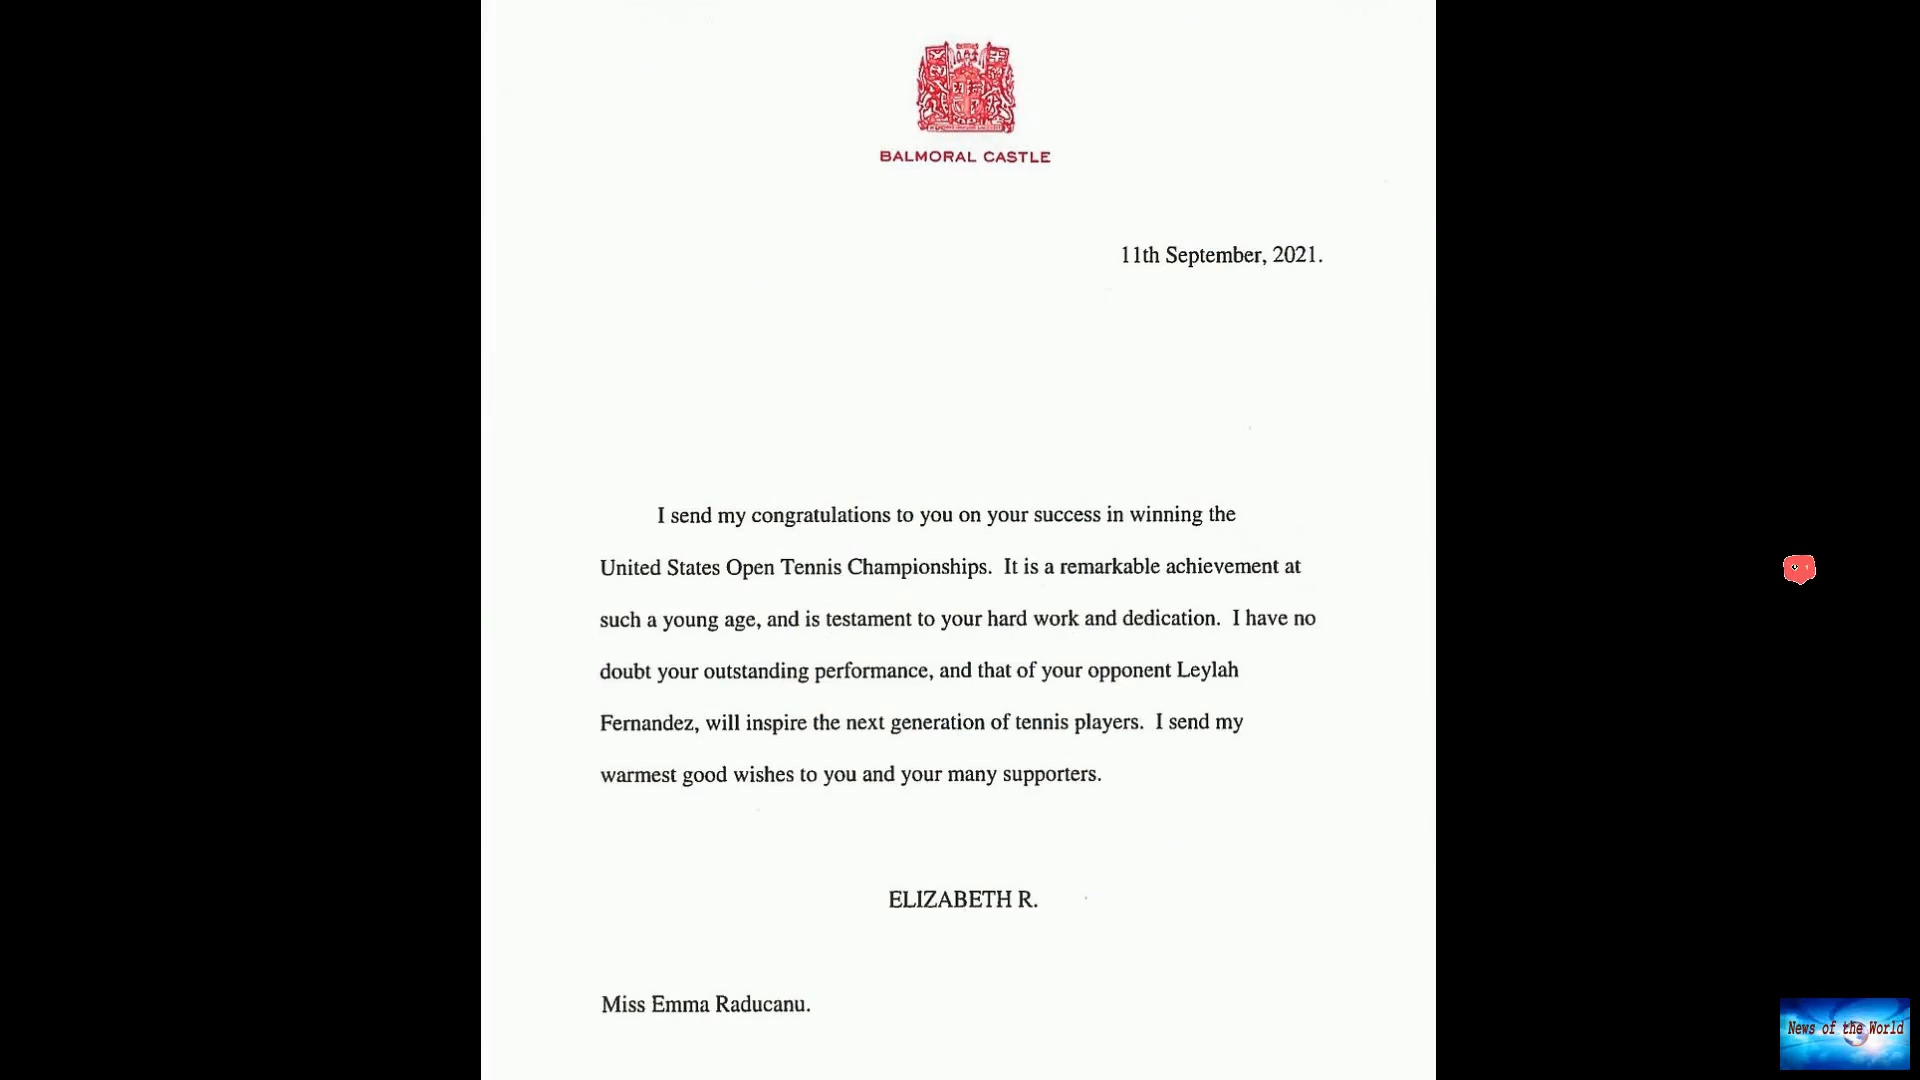 BALMORAL CASTLE
11th September, 2021.
I send my congratulations to you on your success in winning the
United States Open Tennis Championships. It is a remarkable achievement at
such a young age, and is testament to your hard work and dedication. I have no
doubt your outstanding performance, and that of your opponent Leylah
Fernandez, will inspire the next generation of tennis players. I send my
warmest good wishes to you and your many supporters.
ELIZABETH R.
Miss Emma Raducanu.
News of the World